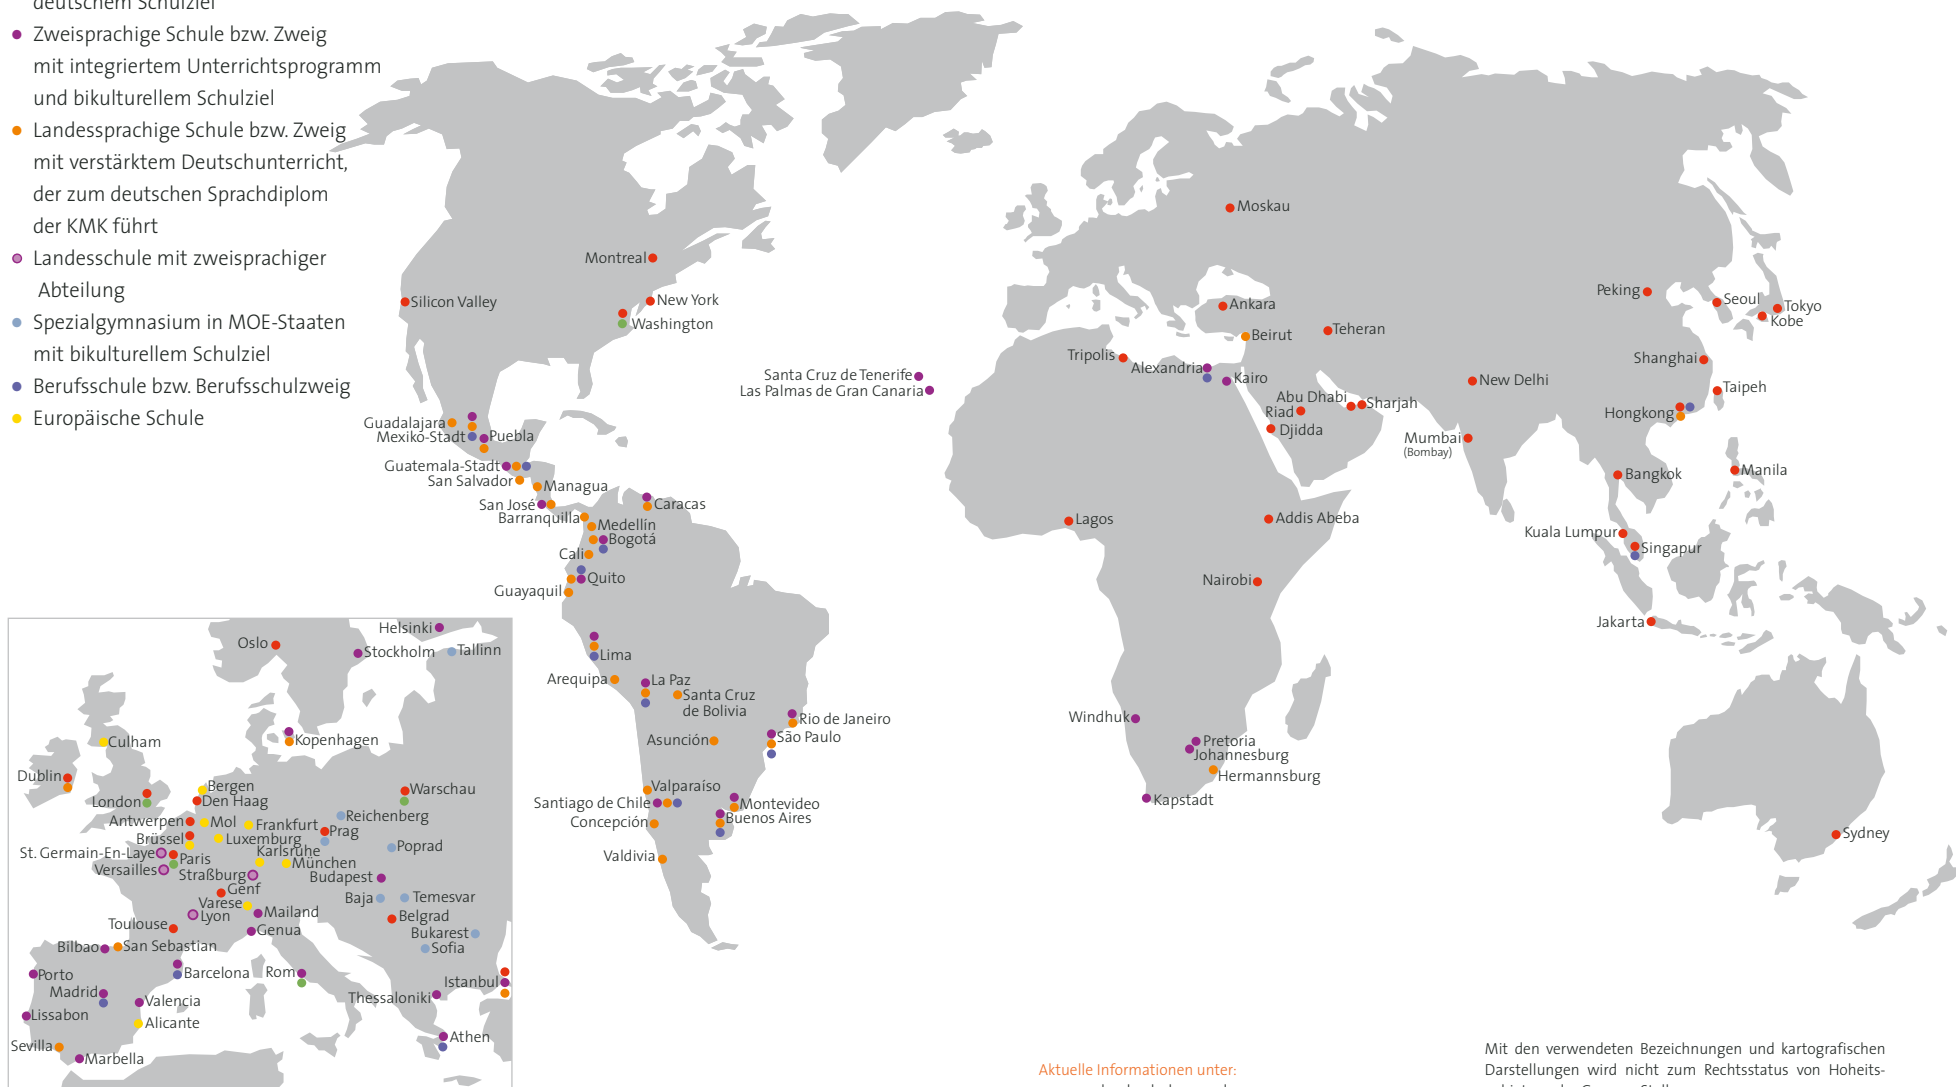 deutschem Schulziel
Zweisprachige Schule bzw. Zweig
mit integriertem Unterrichtsprogramm
und bikulturellem Schulziel
Landessprachige Schule bzw. Zweig
mit verstärktem Deutschunterricht,
der zum deutschen Sprachdiplom
der KMK führt
Landesschule mit zweisprachiger
Abteilung
Spezialgymnasium in MOE-Staaten
mit bikulturellem Schulziel
Berufsschule bzw. Berufsschulzweig
Europäische Schule
Montreal
Silicon Valley
New York
Washington
Guadalajara
Mexiko-Stadt
Puebla
Guatemala-Stadt
San Salvador
Managua
San José
Barranquilla
Caracas
Medellín
Bogotá
Cali
Quito
Guayaquil
Lima
Arequipa
La Paz
Santa Cruz
de Bolivia
Rio de Janeiro
São Paulo
Asunción
Valparaíso
Santiago de Chile
Montevideo
Concepción
Buenos Aires
Valdivia
Santa Cruz de Tenerife
Las Palmas de Gran Canaria
Moskau
Ankara
Beirut
Teheran
Tripolis
Alexandria
Kairo
Abu Dhabi
Sharjah
Riad
Djidda
Lagos
Addis Abeba
Nairobi
Windhuk
Pretoria
Johannesburg
Hermannsburg
Kapstadt
Peking
Seoul
Tokyo
Kobe
Shanghai
New Delhi
Taipeh
Hongkong
Mumbai
(Bombay)
Bangkok
Manila
Kuala Lumpur
Singapur
Jakarta
Sydney
Helsinki
Oslo
Stockholm
Tallinn
Culham
Kopenhagen
Dublin
London
Bergen
Den Haag
Warschau
Antwerpen
Mol
Frankfurt
Reichenberg
Brüssel
Luxemburg
Prag
St. Germain-En-Laye
Paris
Karlsruhe
Poprad
Versailles
Straßburg
München
Budapest
Genf
Varese
Baja
Temesvar
Lyon
Mailand
Belgrad
Toulouse
Genua
Bukarest
Bilbao
San Sebastian
Sofia
Porto
Barcelona
Rom
Istanbul
Madrid
Valencia
Thessaloniki
Lissabon
Alicante
Athen
Sevilla
Marbella
Aktuelle Informationen unter:
Mit den verwendeten Bezeichnungen und kartografischen
Darstellungen wird nicht zum Rechtsstatus von Hoheits-